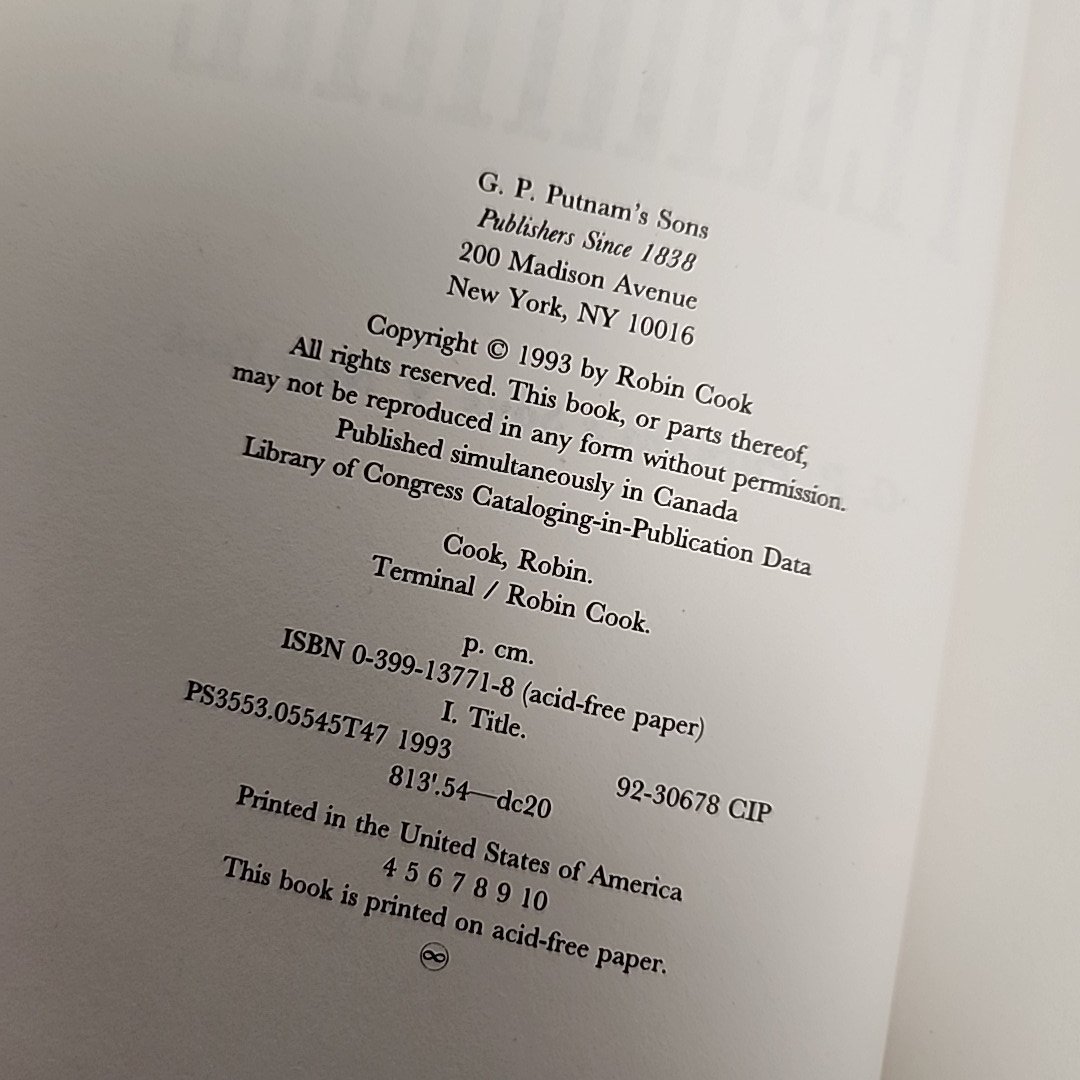 G. P. Putnam's Sons
Publishers Since 1838
200 Madison Avenue
New York, NY 10016
Copyright © 1993 by Robin Cook
All rights reserved. This book, or parts thereof,
may not be reproduced in any form without permission.
Published simultaneously in Canada
Library of Congress Cataloging-in-Publication Data
Cook, Robin.
Terminal / Robin Cook.
p. cm.
ISBN 0-399-13771-8 (acid-free paper)
I. Title.
PS3553.05545T47 1993
92-30678 CIP
813'.54—dc20
Printed in the United States of America
4 5 6 7 8 9 10
This book is printed on acid-free paper.
♾